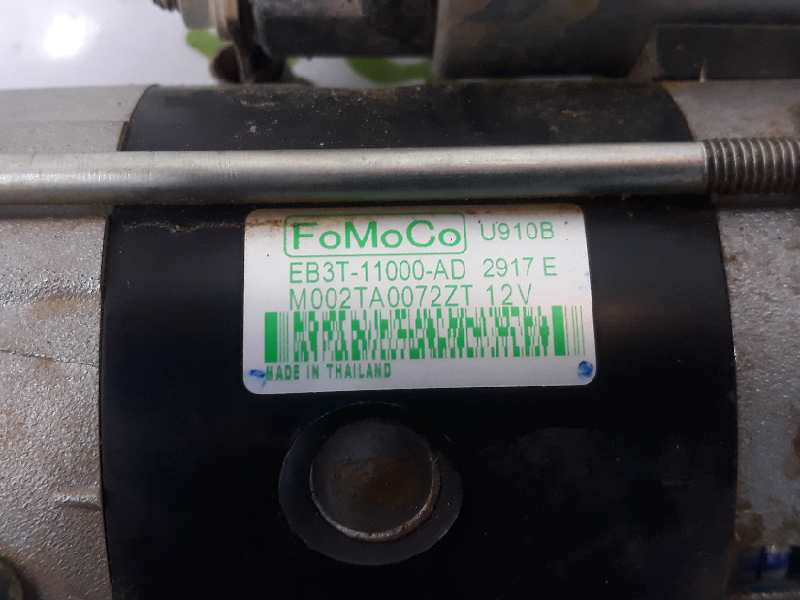 FoMoCo U910B
EB3T-11000-AD 2917 E
M002TA0072ZT 12V
MADE IN THAILAND